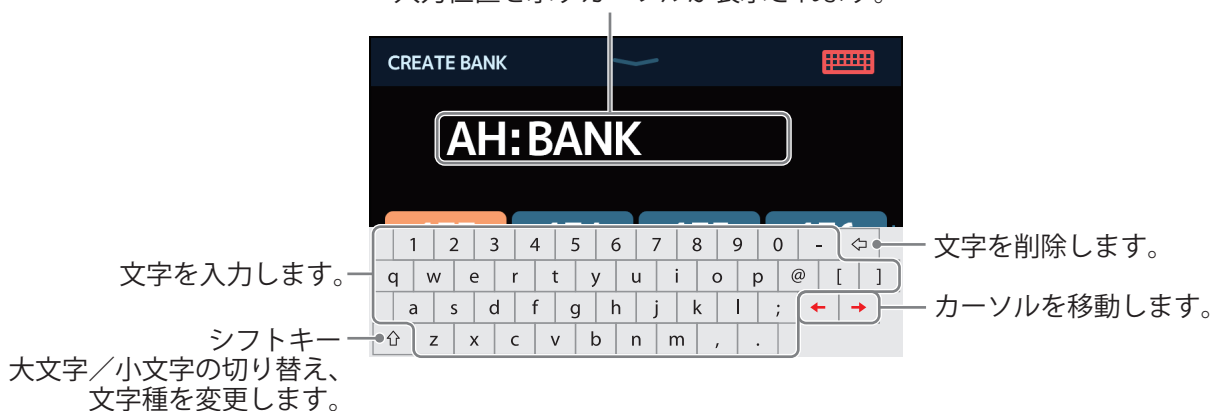 CREATE BANK
AH:BANK
1 2 3 4 5 6 7 8 9 0 -
文字を削除します。
文字を入力します。
q w e r t y u i o p @ [ ]
a s d f g h j k l ;
カーソルを移動します。
シフトキー
z x c v b n m , .
大文字／小文字の切り替え、
文字種を変更します。